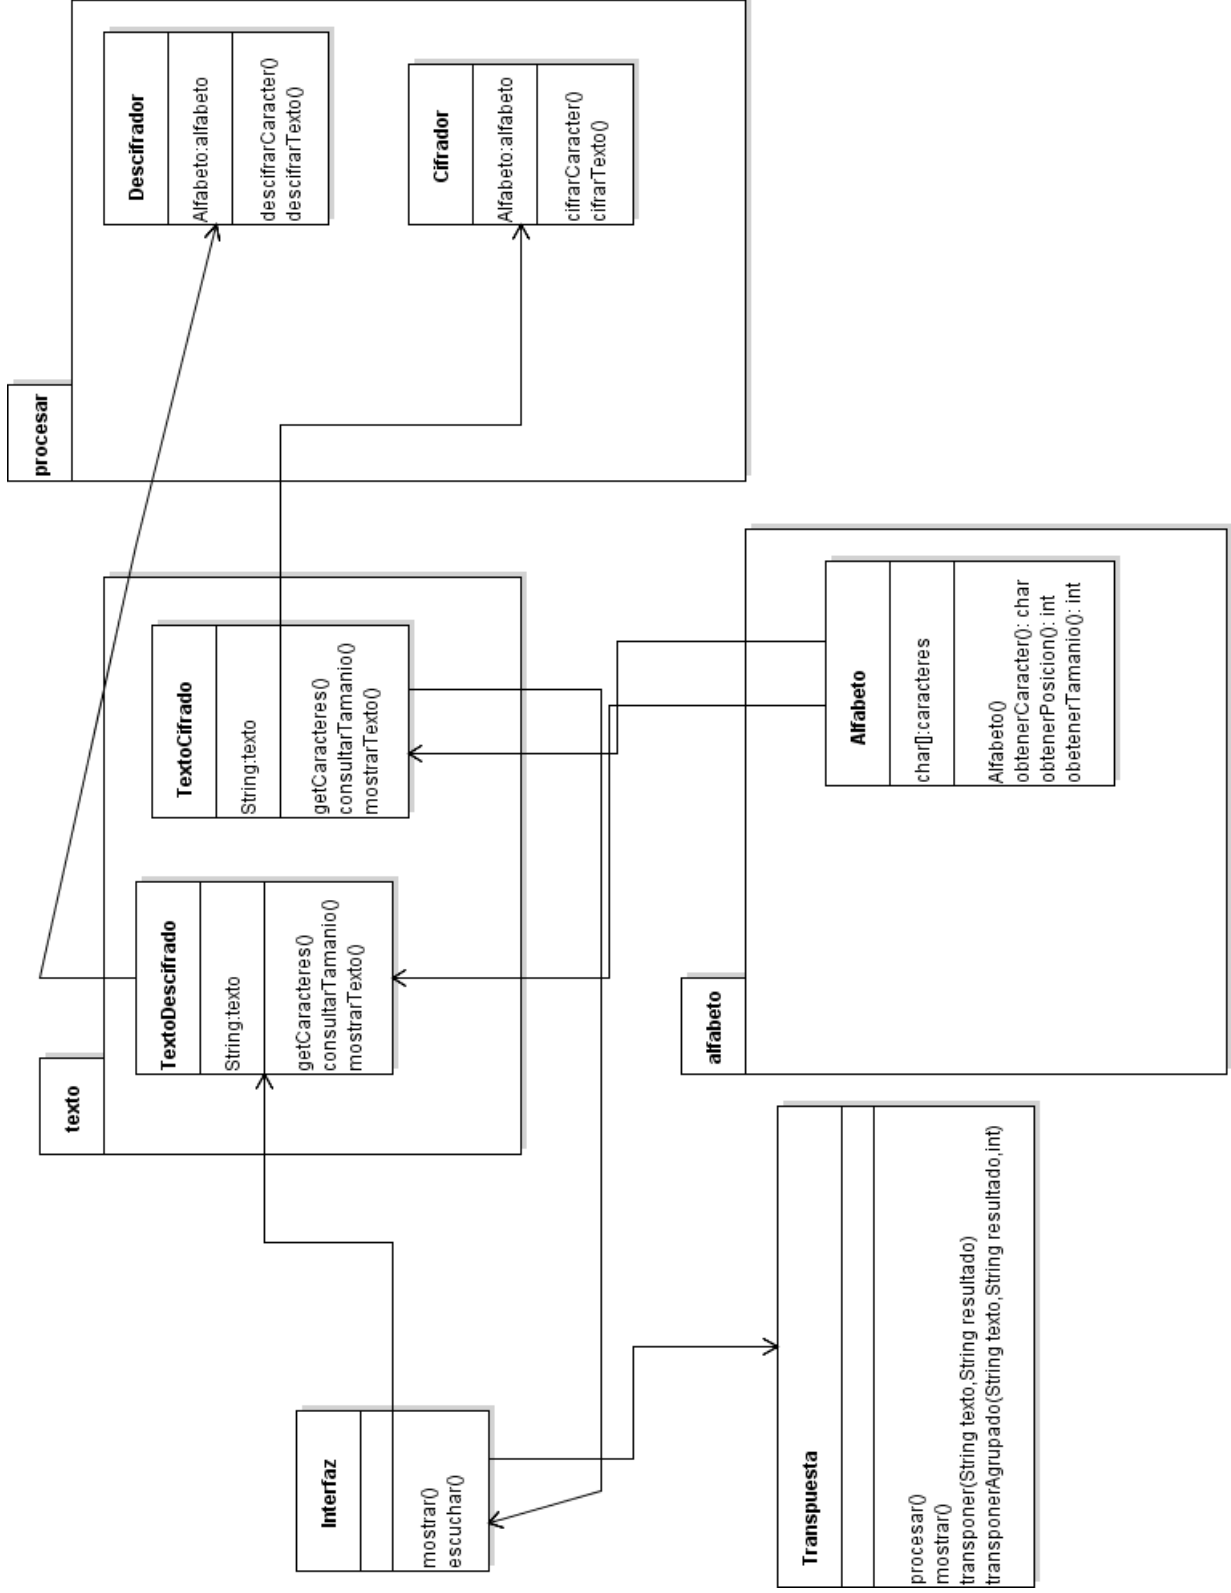 procesar
Descifrador
Alfabeto:alfabeto
descifrarCaracter()
descifrarTexto()
Cifrador
Alfabeto:alfabeto
cifrarCaracter()
cifrarTexto()
texto
TextoDescifrado
String:texto
getCaracteres()
consultarTamanio()
mostrarTexto()
TextoCifrado
String:texto
getCaracteres()
consultarTamanio()
mostrarTexto()
alfabeto
Alfabeto
char[]:caracteres
Alfabeto()
obtenerCaracter(): char
obtenerPosicion(): int
obetenerTamanio(): int
Interfaz
mostrar()
escuchar()
Transpuesta
procesar()
mostrar()
transponer(String texto,String resultado)
transponerAgrupado(String texto,String resultado,int)